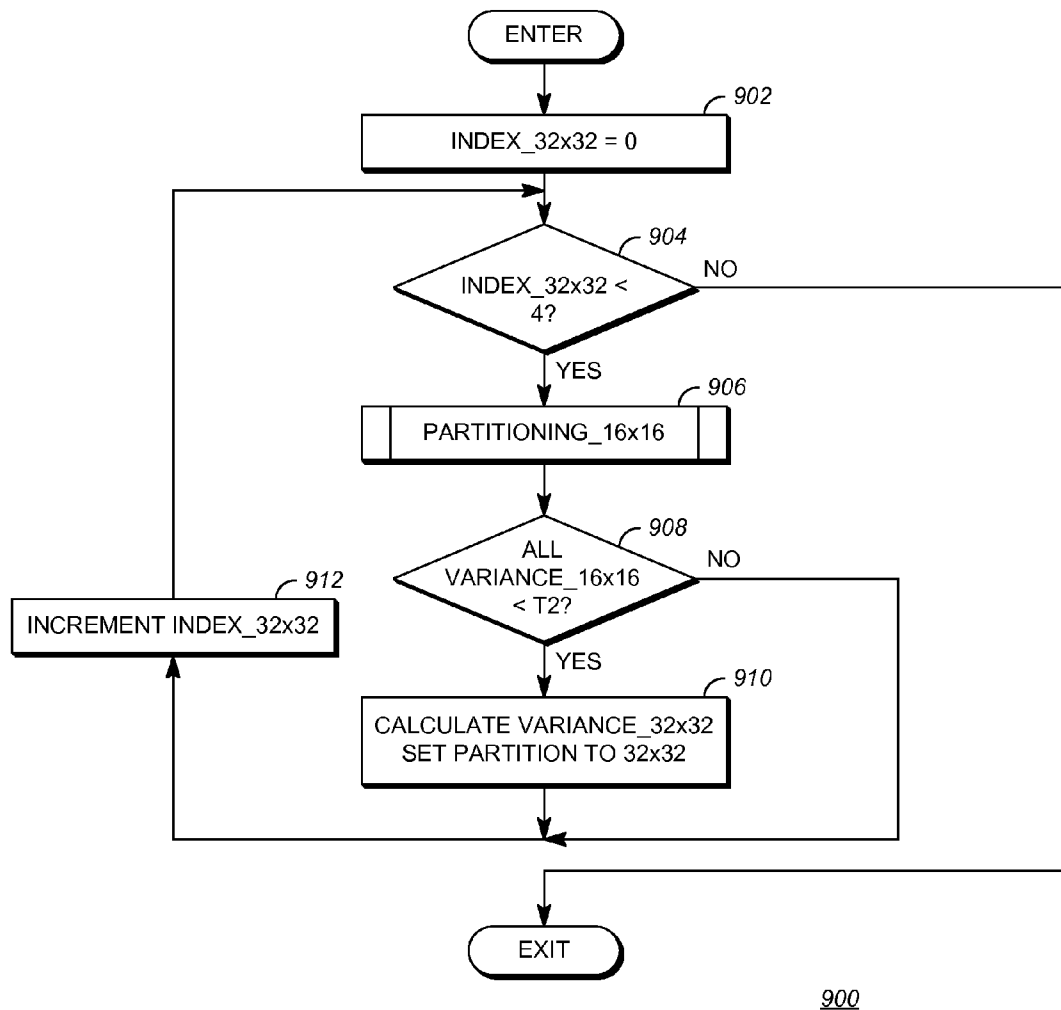 ENTER
902
INDEX_32x32 = 0
904
INDEX_32x32 <
4?
NO
YES
906
PARTITIONING_16x16
908
ALL
VARIANCE_16x16
< T2?
NO
YES
912
INCREMENT INDEX_32x32
910
CALCULATE VARIANCE_32x32
SET PARTITION TO 32x32
EXIT
900